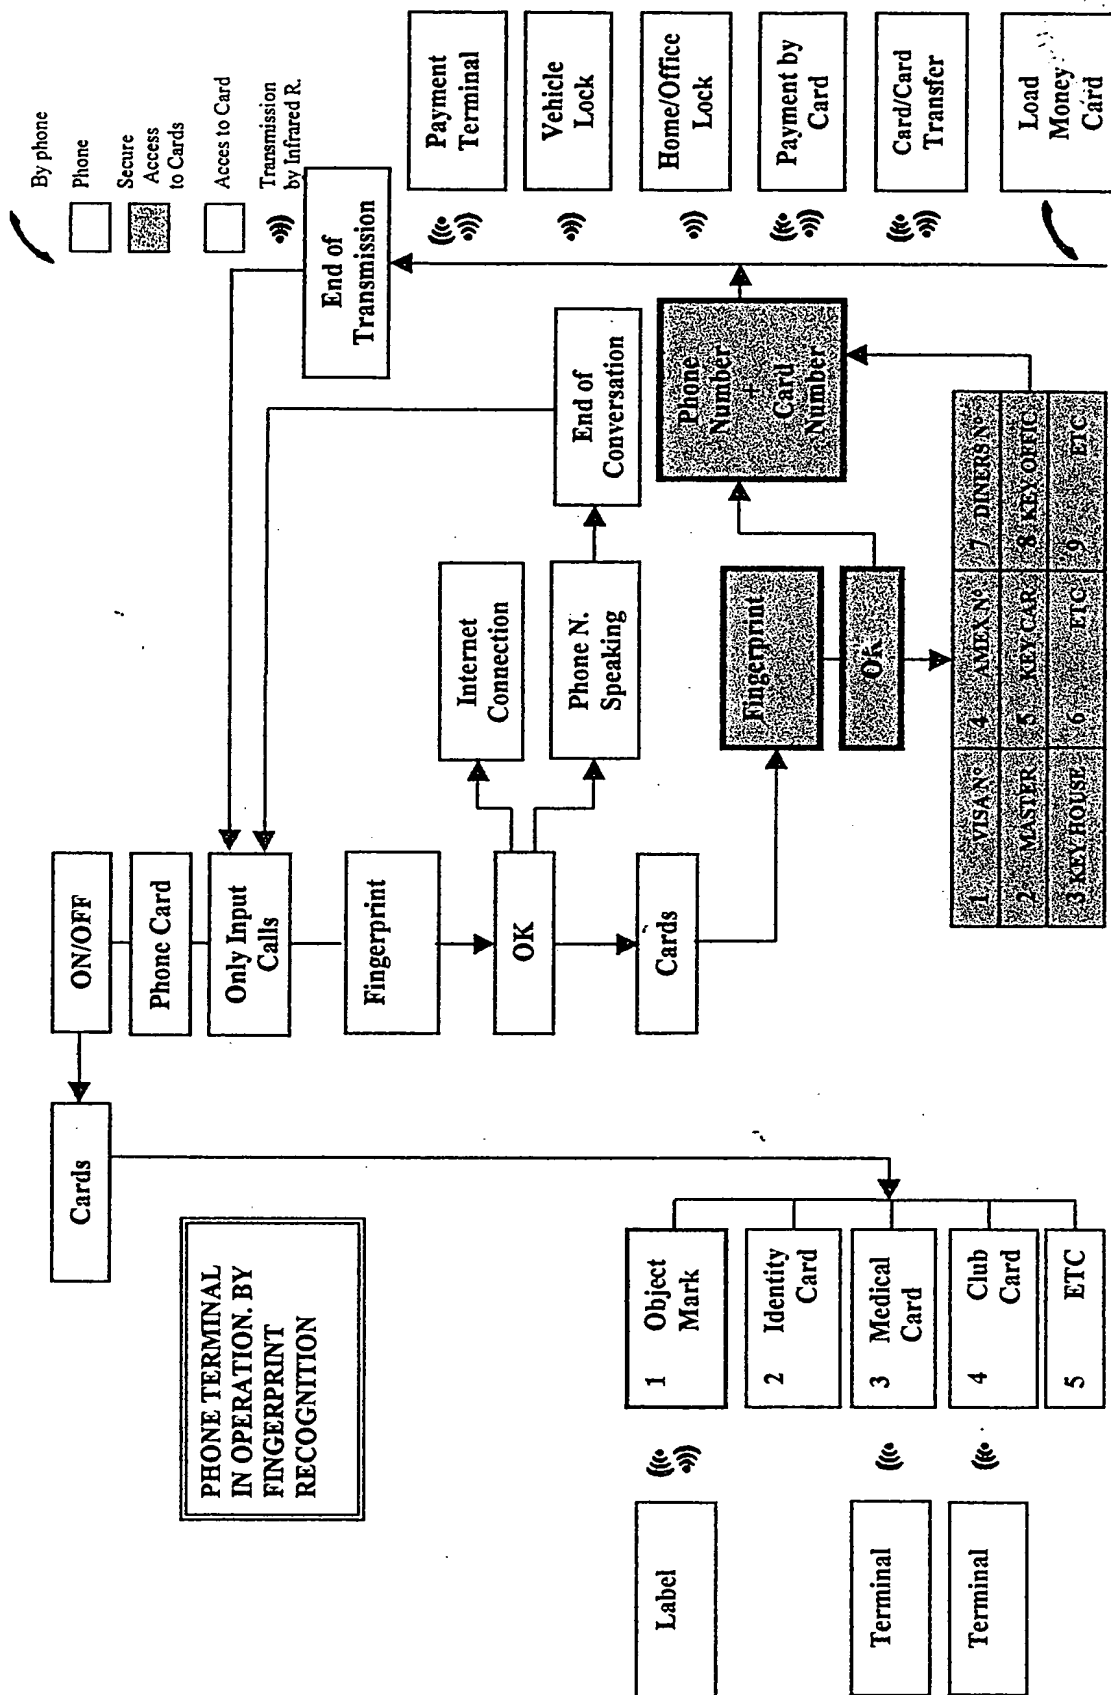 PHONE TERMINAL
IN OPERATION. BY
FINGERPRINT
RECOGNITION
Cards
ON/OFF
Phone Card
Only Input
Calls
Fingerprint
OK
Cards
Internet
Connection
Phone N.
Speaking
End of
Conversation
End of
Transmission
By phone
Phone
Secure
Access
to Cards
Acces to Card
Transmission
by Infrared R.
Label
Terminal
Terminal
1 Object
Mark
2 Identity
Card
3 Medical
Card
4 Club
Card
5 ETC
Fingerprint
OK
Phone
Number
+
Card
Number
1 VISA Nº 4 AMEX Nº 7 DINERS Nº
2 MASTER 5 KEY CAR 8 KEY OFFIC
3 KEY HOUSE 6 ETC 9 ETC
Payment
Terminal
Vehicle
Lock
Home/Office
Lock
Payment by
Card
Card/Card
Transfer
Load
Money
Card